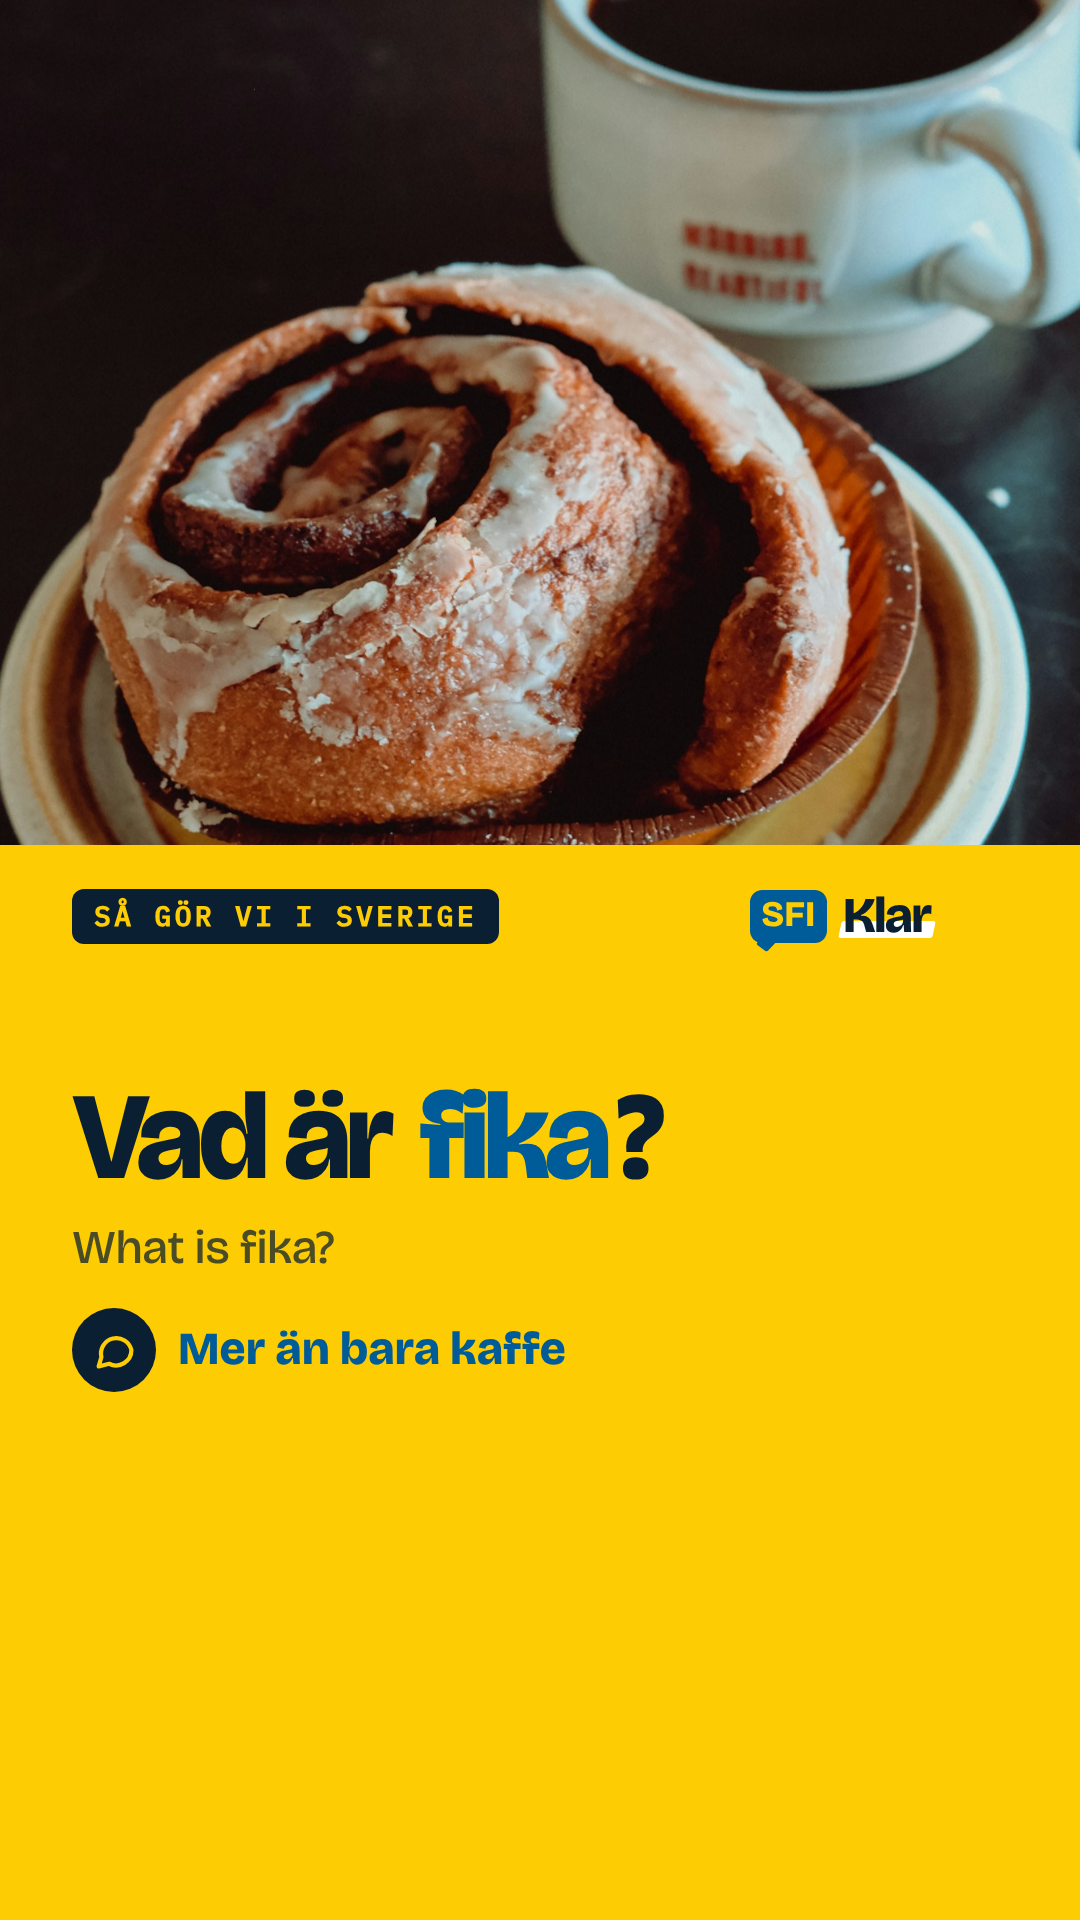 SÅ GÖR VI I SVERIGE
SFI Klar
Vad är fika?
What is fika?
Mer än bara kaffe